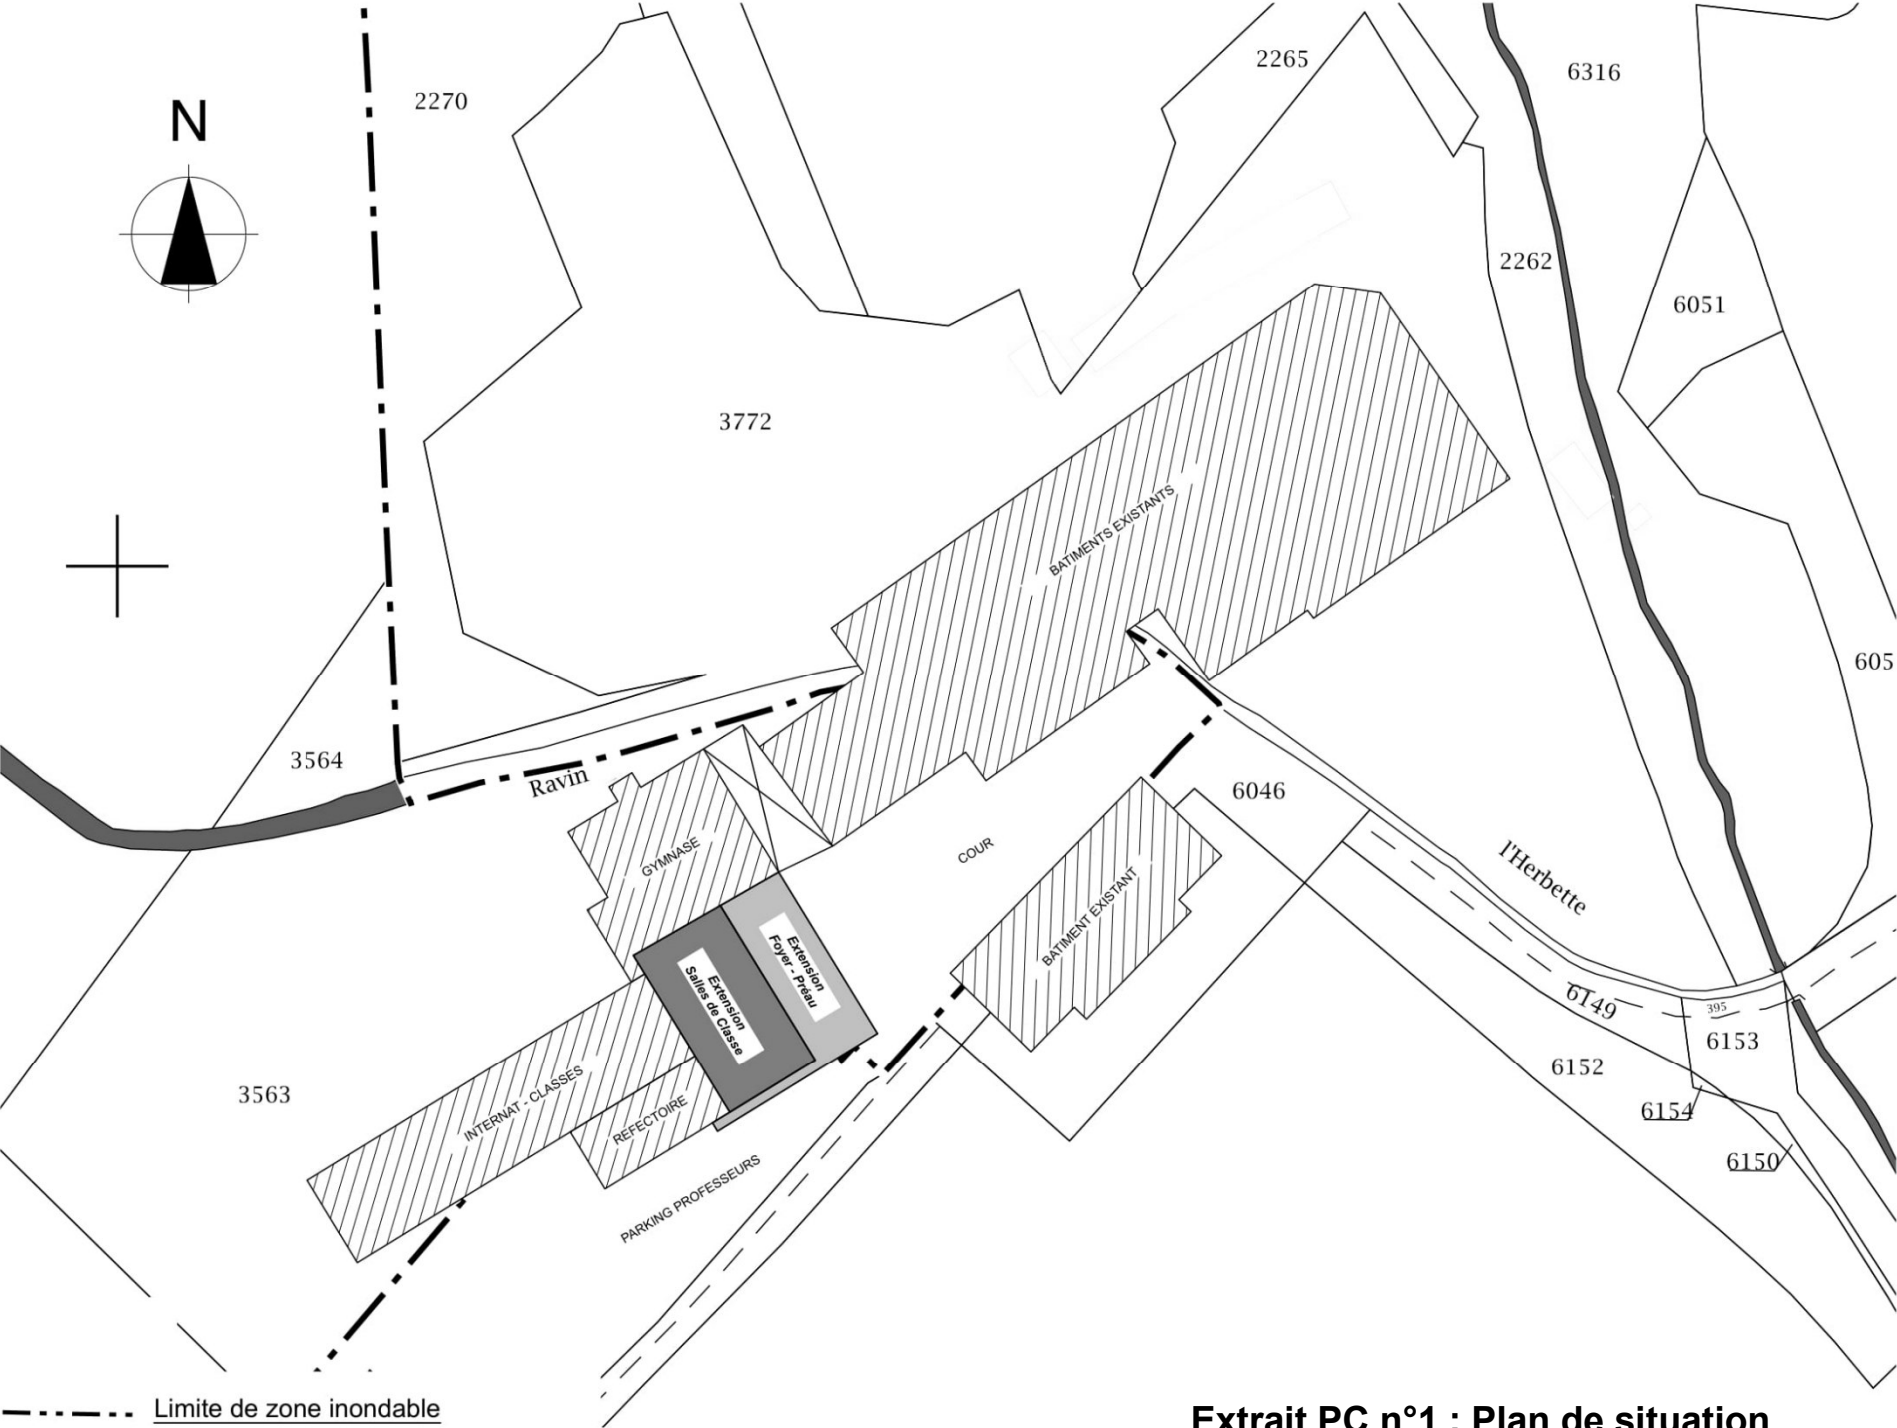 N
2270
2265
6316
2262
6051
3772
BATIMENTS EXISTANTS
605
3564
Ravin
6046
GYMNASE
COUR
l'Herbette
BATIMENT EXISTANT
Extension
Foyer - Préau
Extension
Salles de Classe
6149
395
6153
6152
3563
INTERNAT - CLASSES
REFECTOIRE
6154
6150
PARKING PROFESSEURS
Limite de zone inondable
Extrait PC n°1 : Plan de situation